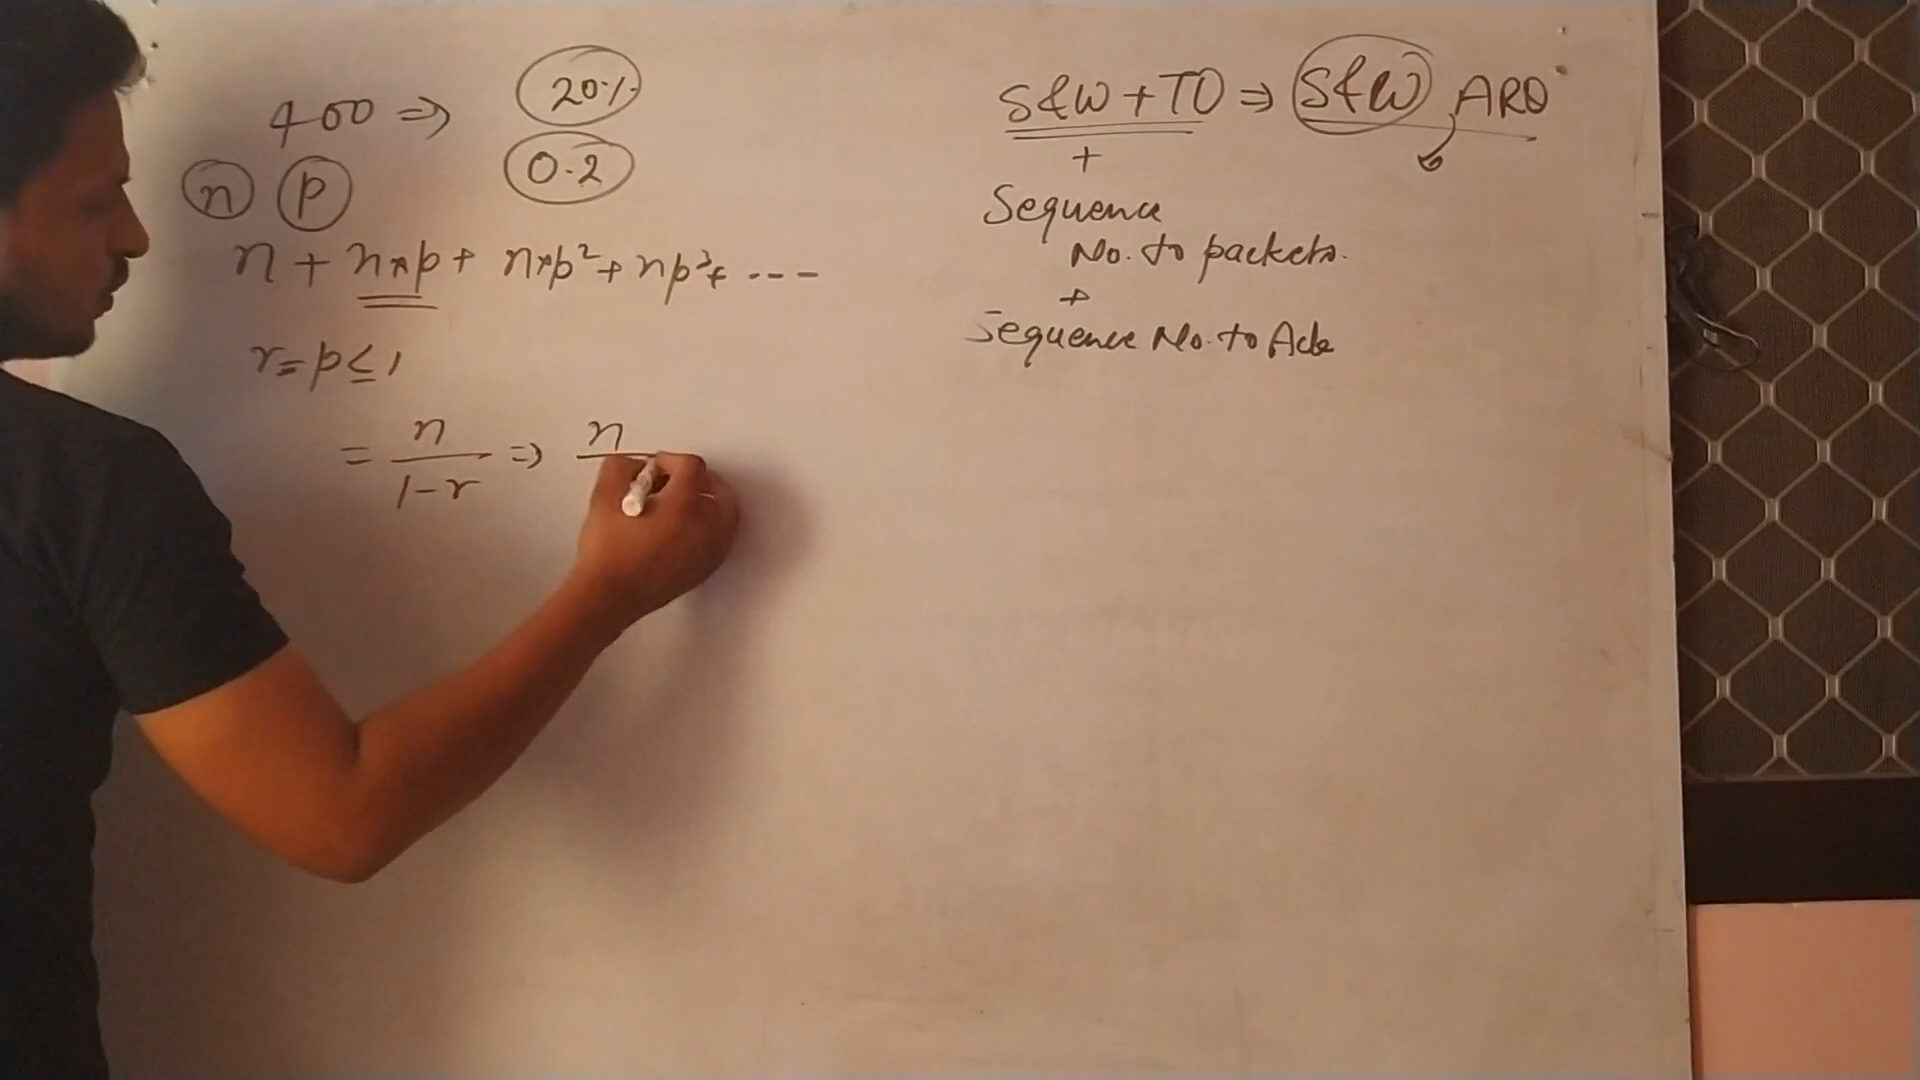 400 ⇒ 20%
0.2
n p
n + n*p + n*p² + np³ + ---
r = p ≤ 1
= n/(1-r) ⇒ n
S&W + TO ⇒ S&W ARQ
+
Sequence
No. to packets.
+
Sequence No. to Ack